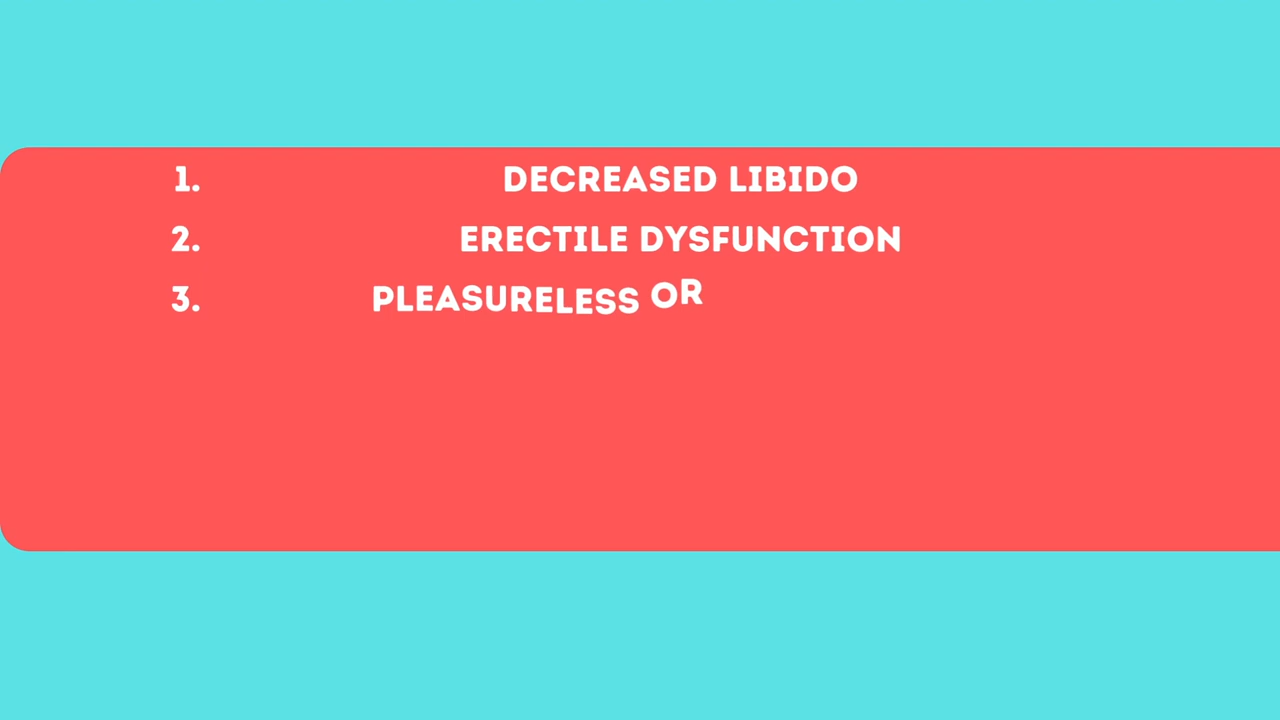 1. DECREASED LIBIDO
2. ERECTILE DYSFUNCTION
3. PLEASURELESS OR